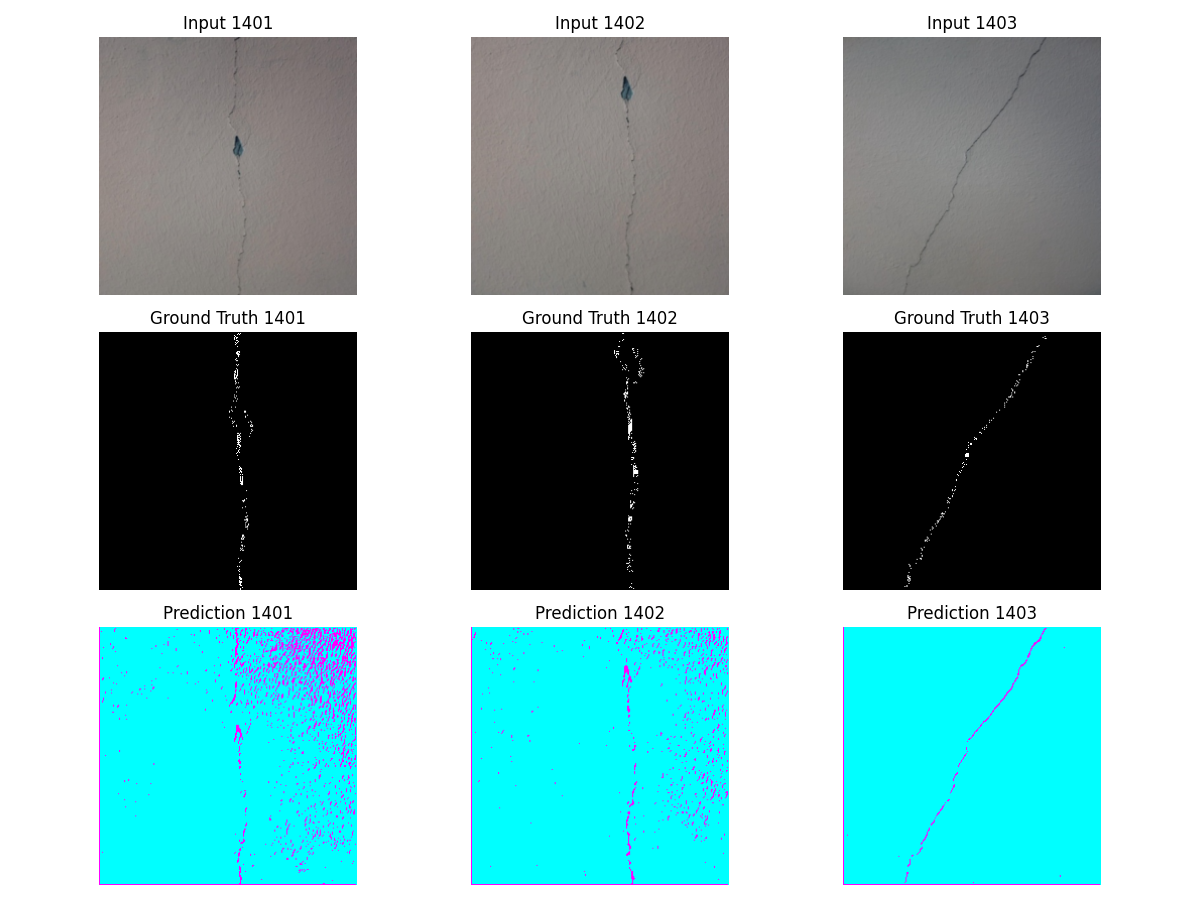 Input 1401
Input 1402
Input 1403
Ground Truth 1401
Ground Truth 1402
Ground Truth 1403
Prediction 1401
Prediction 1402
Prediction 1403